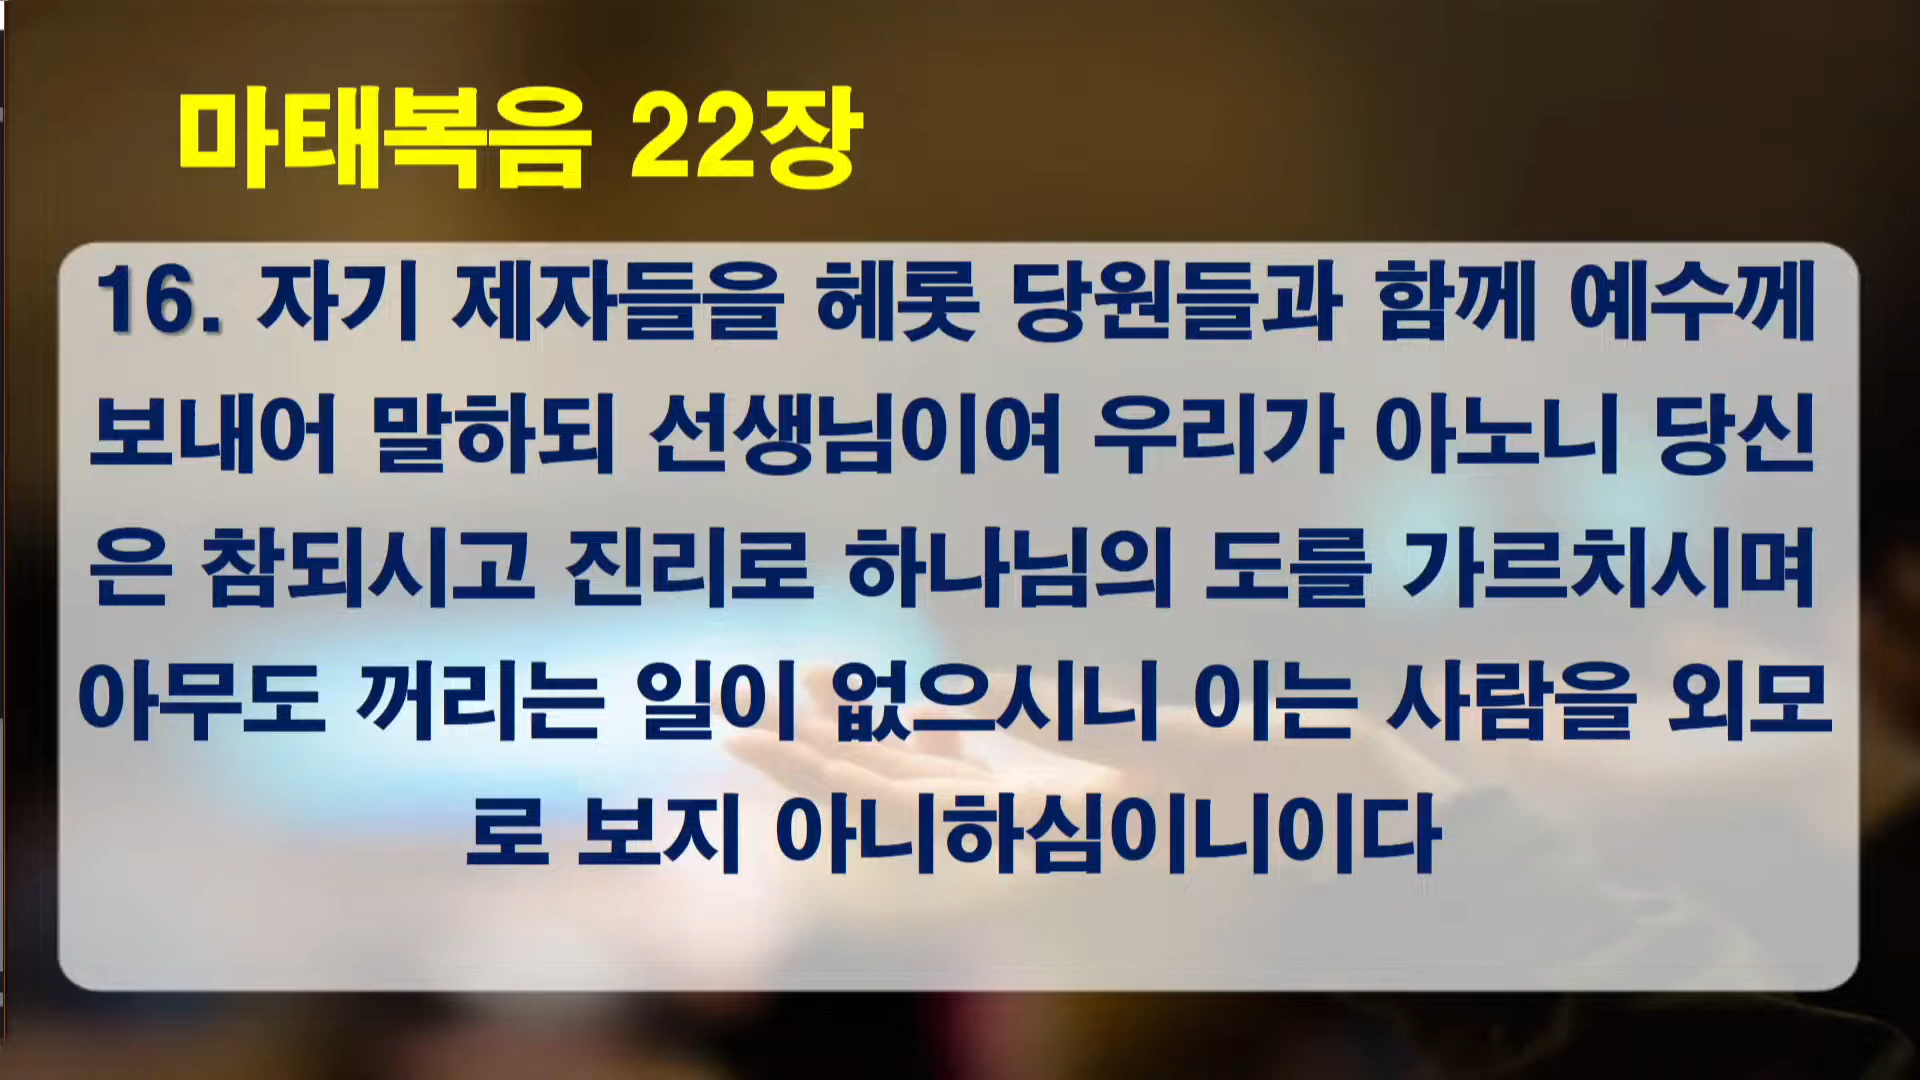 마태복음 22장
16. 자기 제자들을 헤롯 당원들과 함께 예수께
보내어 말하되 선생님이여 우리가 아노니 당신
은 참되시고 진리로 하나님의 도를 가르치시며
아무도 꺼리는 일이 없으시니 이는 사람을 외모
로 보지 아니하심이니이다